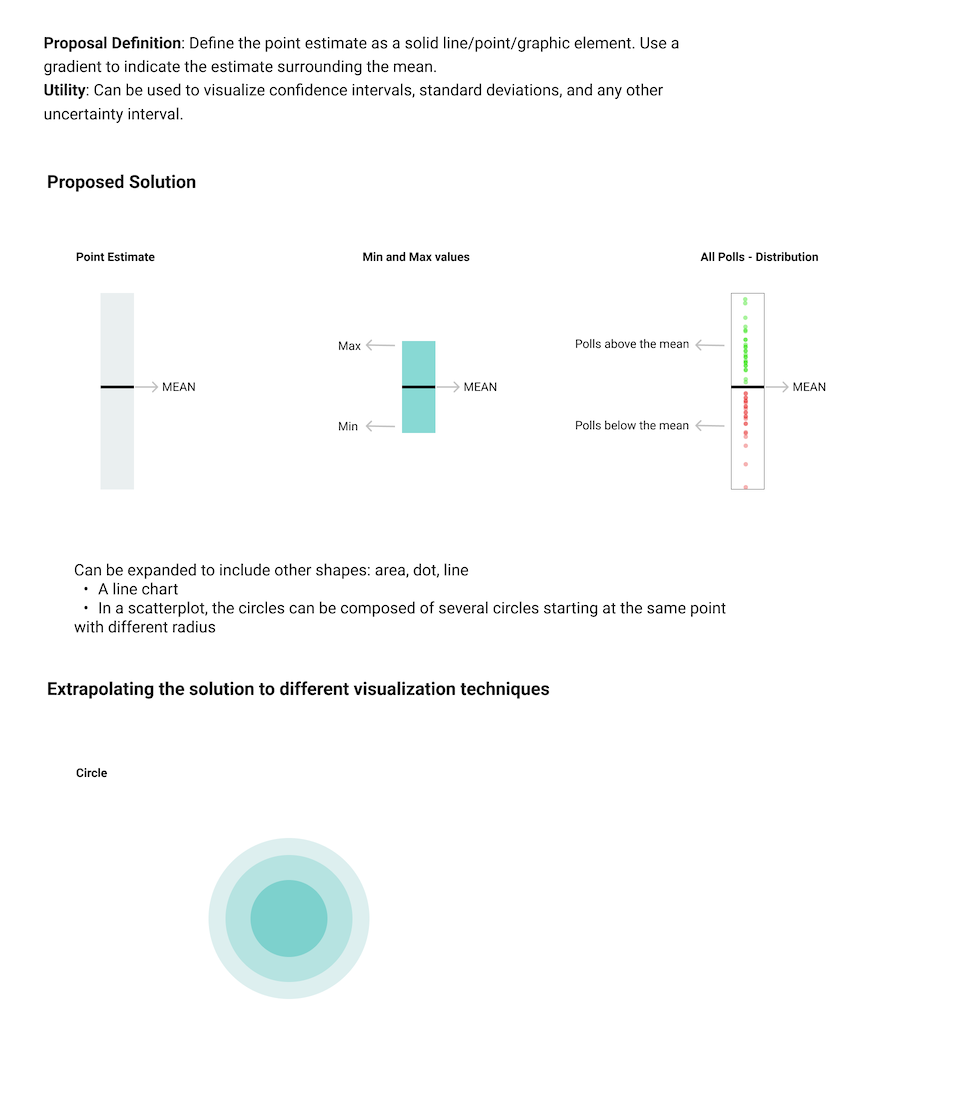 Proposal Definition: Define the point estimate as a solid line/point/graphic element. Use a
gradient to indicate the estimate surrounding the mean.
Utility: Can be used to visualize confidence intervals, standard deviations, and any other
uncertainty interval.
Proposed Solution
Point Estimate
Min and Max values
All Polls - Distribution
MEAN
Max
MEAN
Min
Polls above the mean
MEAN
Polls below the mean
Can be expanded to include other shapes: area, dot, line
• A line chart
• In a scatterplot, the circles can be composed of several circles starting at the same point
with different radius
Extrapolating the solution to different visualization techniques
Circle